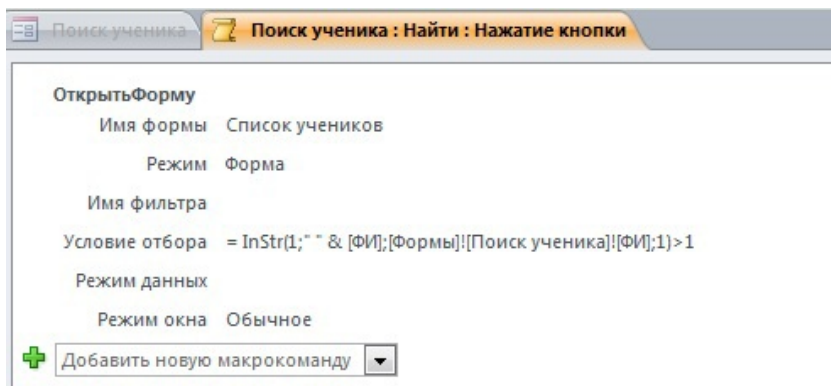 Поиск ученика
Поиск ученика : Найти : Нажатие кнопки
ОткрытьФорму
Имя формы Список учеников
Режим Форма
Имя фильтра
Условие отбора = InStr(1;" " & [ФИ];[Формы]![Поиск ученика]![ФИ];1)>1
Режим данных
Режим окна Обычное
Добавить новую макрокоманду